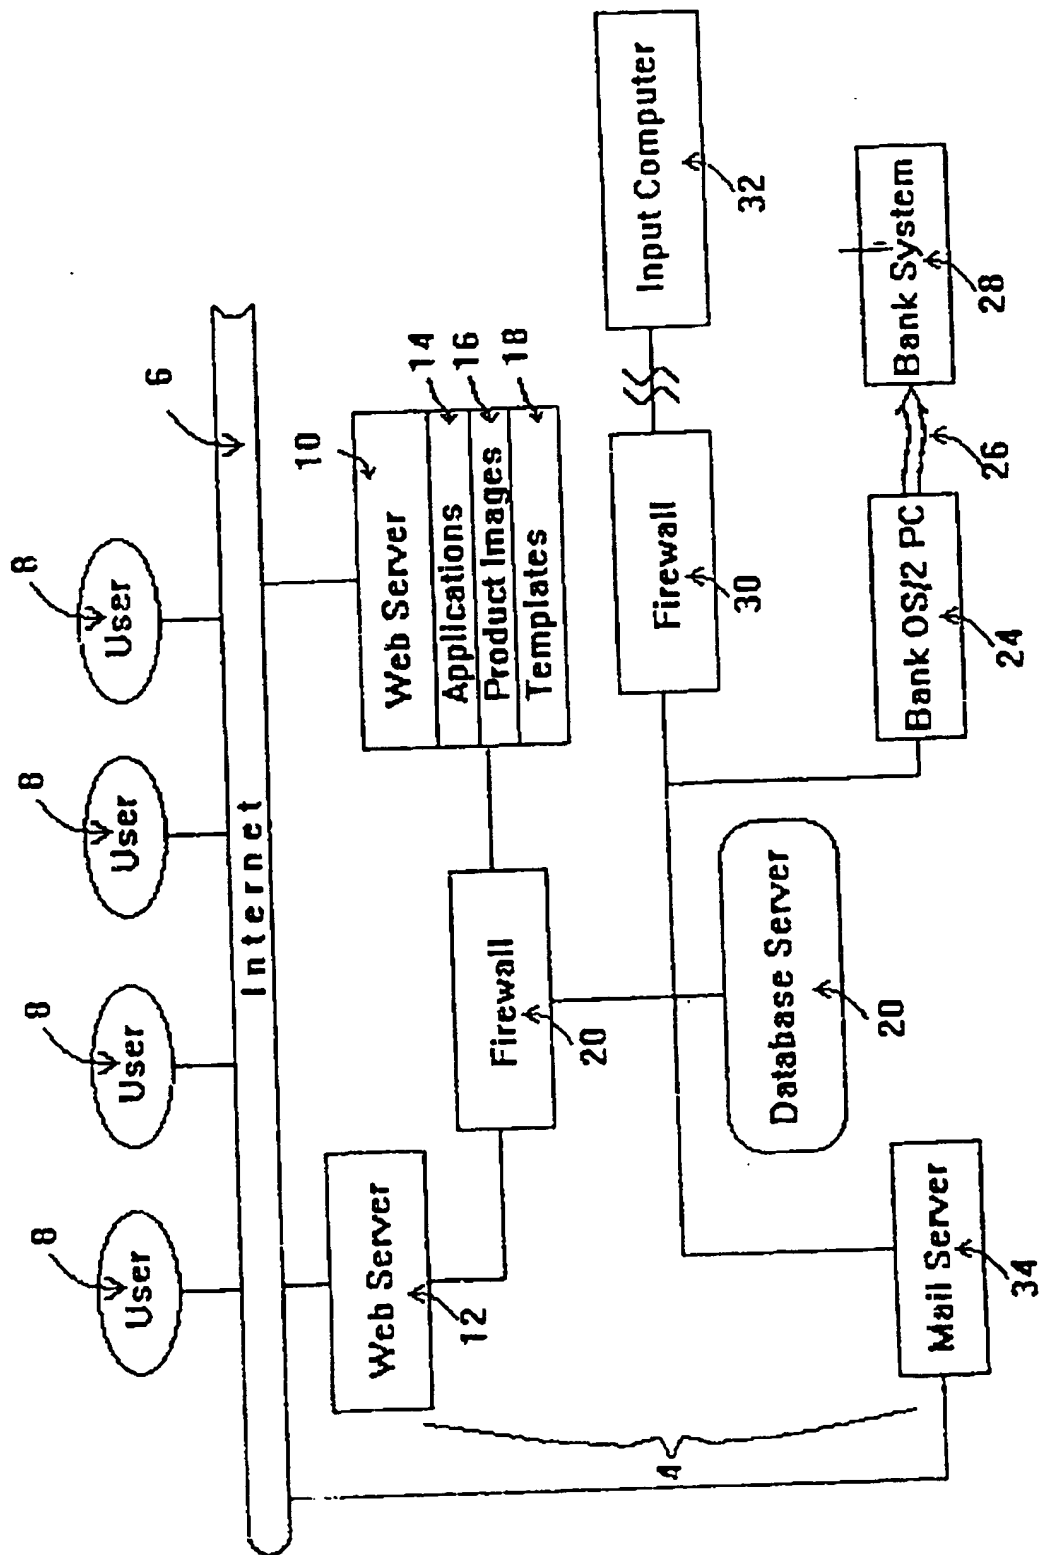 8
8
8
8
User
User
User
User
6
Internet
10
Web Server
12
Web Server
Applications
14
Product Images
16
Templates
18
Firewall
20
Firewall
30
Input Computer
32
Database Server
20
4
Mail Server
34
Bank OS/2 PC
24
26
Bank System
28